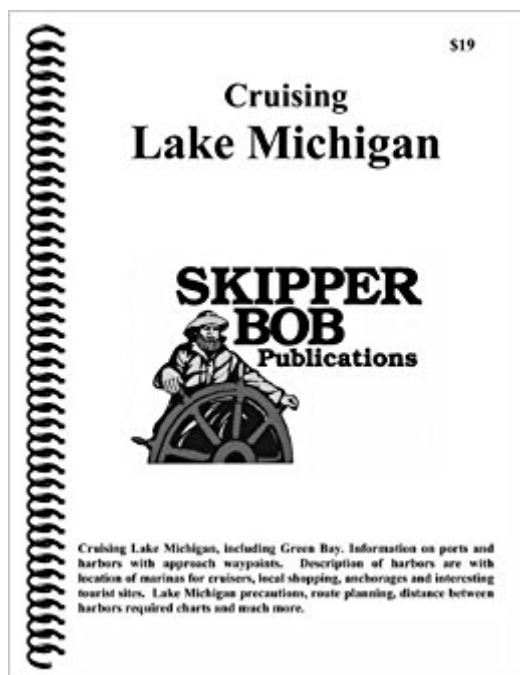 $19
Cruising
Lake Michigan
SKIPPER
BOB
Publications
Cruising Lake Michigan, including Green Bay. Information on ports and
harbors with approach waypoints. Description of harbors are with
location of marinas for cruisers, local shopping, anchorages and interesting
tourist sites. Lake Michigan precautions, route planning, distance between
harbors required charts and much more.